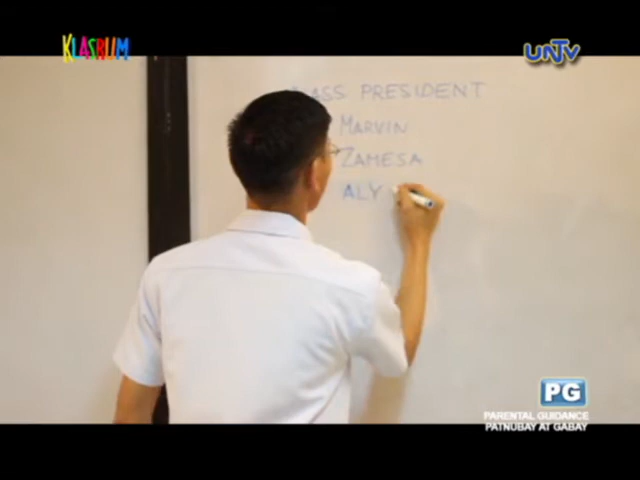 KLASRUM
UNTV
ASS PRESIDENT
MARVIN
ZAMESA
ALY
PG
PARENTAL GUIDANCE
PATNUBAY AT GABAY